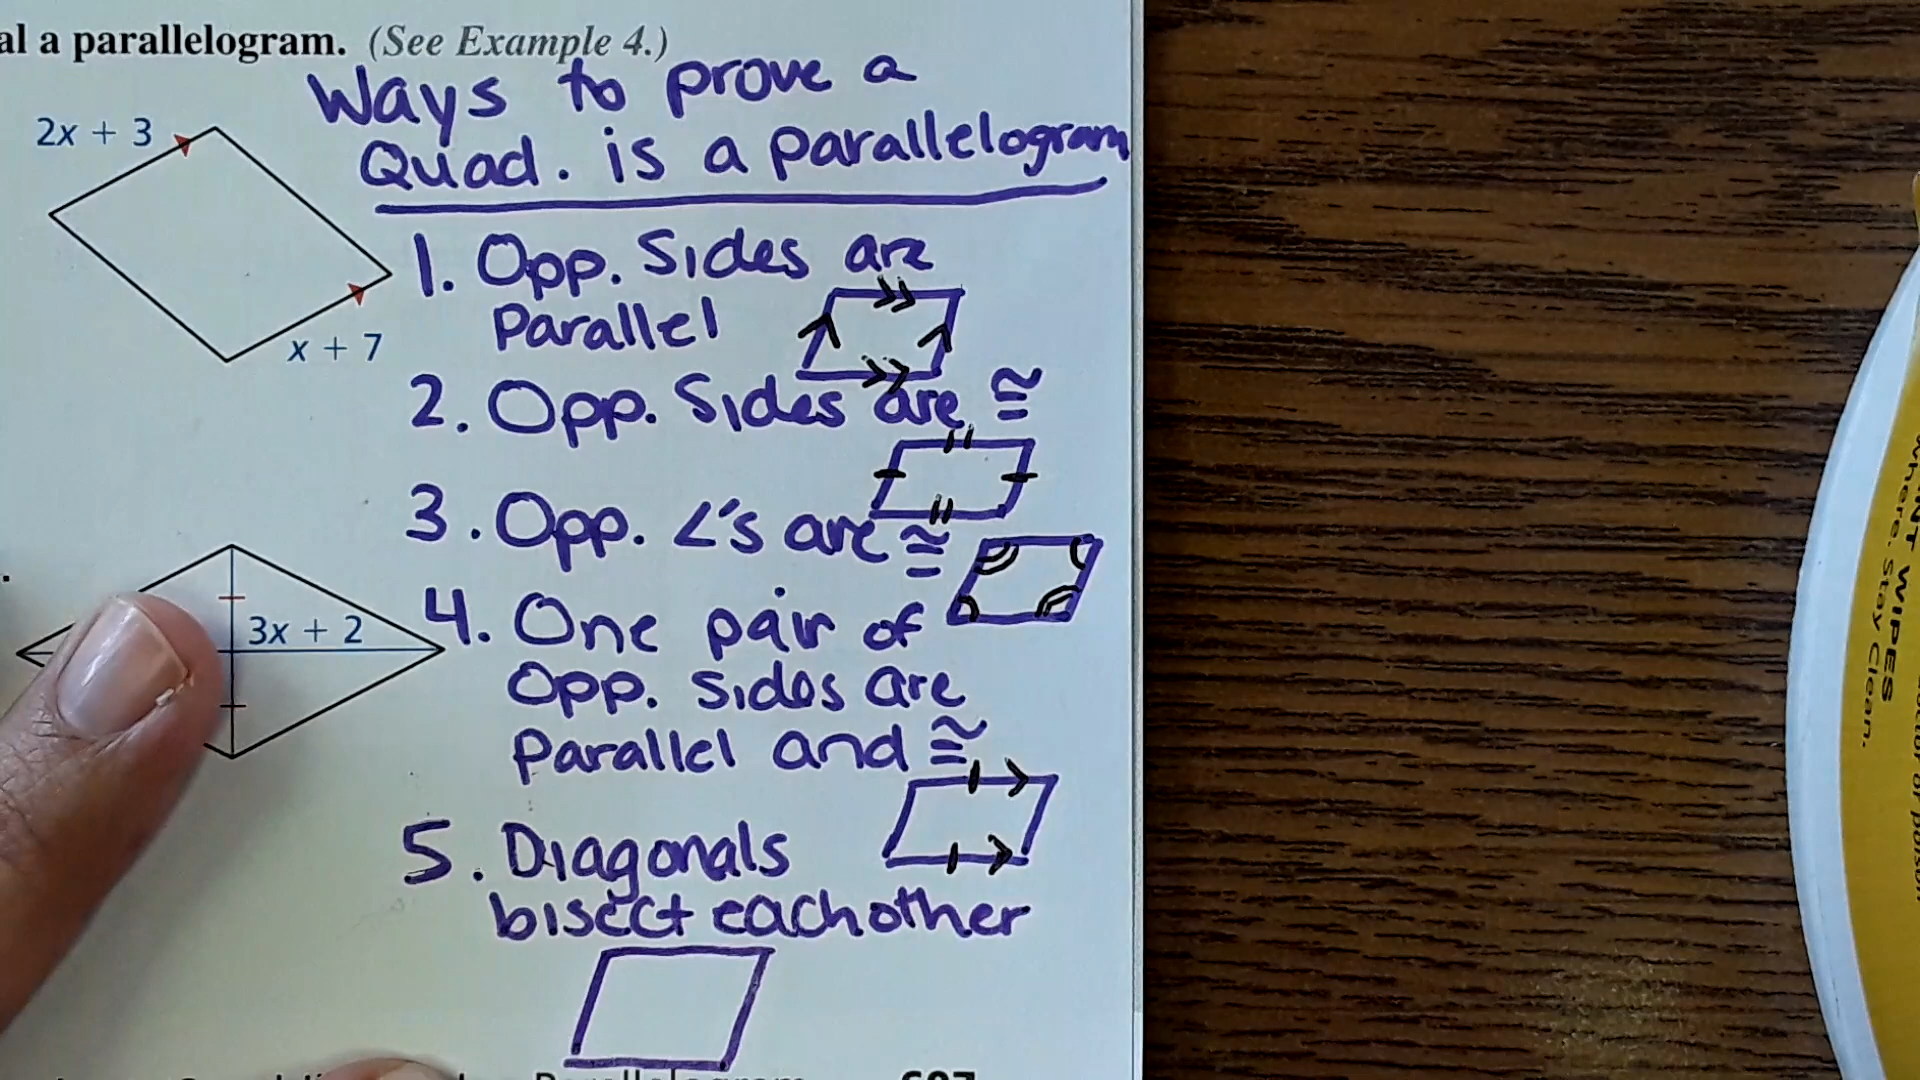 al a parallelogram. (See Example 4.)
Ways to prove a
Quad. is a parallelogram
2x + 3
x + 7
1. Opp. Sides are
Parallel
2. Opp. Sides are ≅
3. Opp. ∠'s are ≅
4. One pair of
Opp. sides are
Parallel and ≅
3x + 2
5. Diagonals
bisect each other
WIPES
where. Stay Clean.